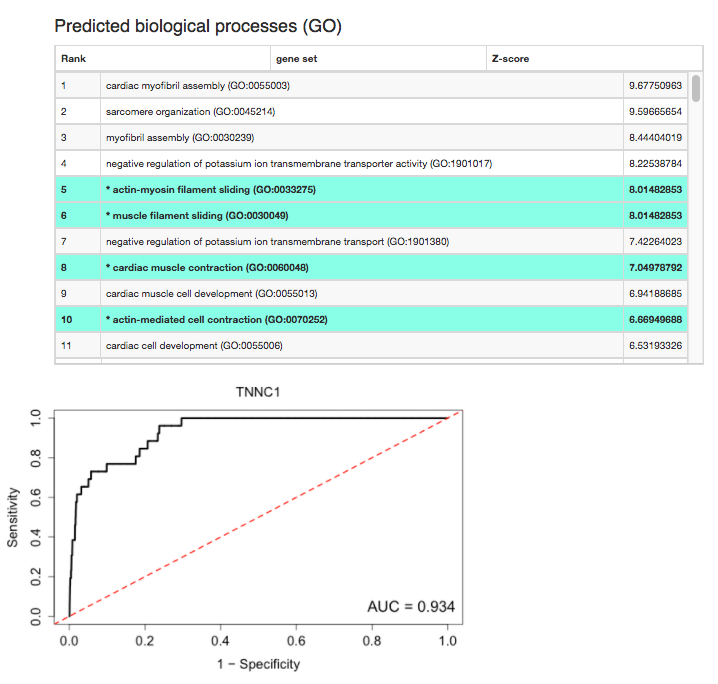 Predicted biological processes (GO)
Rank gene set Z-score
1 cardiac myofibril assembly (GO:0055003) 9.67750963
2 sarcomere organization (GO:0045214) 9.59665654
3 myofibril assembly (GO:0030239) 8.44404019
4 negative regulation of potassium ion transmembrane transporter activity (GO:1901017) 8.22538784
5 * actin-myosin filament sliding (GO:0033275) 8.01482853
6 * muscle filament sliding (GO:0030049) 8.01482853
7 negative regulation of potassium ion transmembrane transport (GO:1901380) 7.42264023
8 * cardiac muscle contraction (GO:0060048) 7.04978792
9 cardiac muscle cell development (GO:0055013) 6.94188685
10 * actin-mediated cell contraction (GO:0070252) 6.66949688
11 cardiac cell development (GO:0055006) 6.53193326
TNNC1
Sensitivity
1.0
0.8
0.6
0.4
0.2
0.0
AUC = 0.934
0.0 0.2 0.4 0.6 0.8 1.0
1 − Specificity